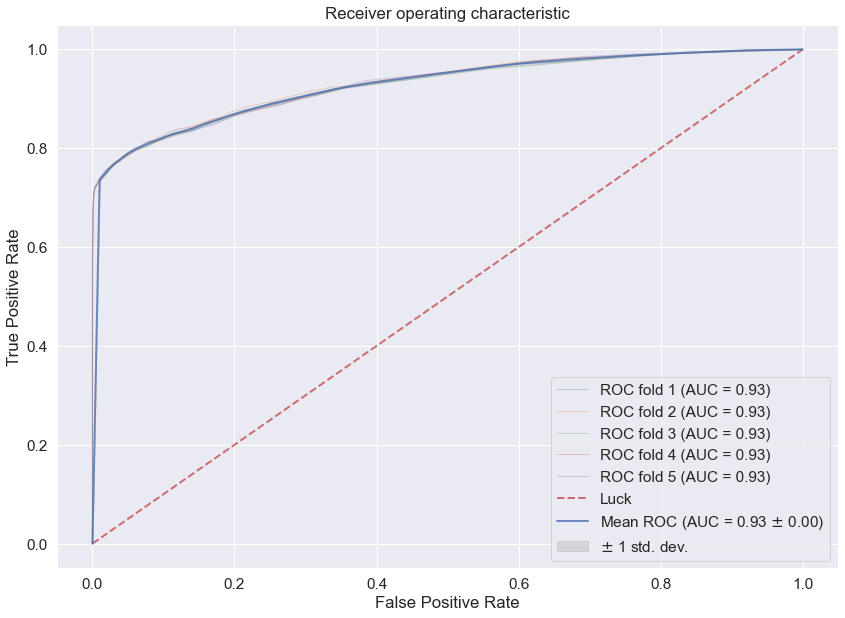 Receiver operating characteristic
True Positive Rate
1.0
0.8
0.6
0.4
0.2
0.0
ROC fold 1 (AUC = 0.93)
ROC fold 2 (AUC = 0.93)
ROC fold 3 (AUC = 0.93)
ROC fold 4 (AUC = 0.93)
ROC fold 5 (AUC = 0.93)
Luck
Mean ROC (AUC = 0.93 ± 0.00)
± 1 std. dev.
0.0 0.2 0.4 0.6 0.8 1.0
False Positive Rate